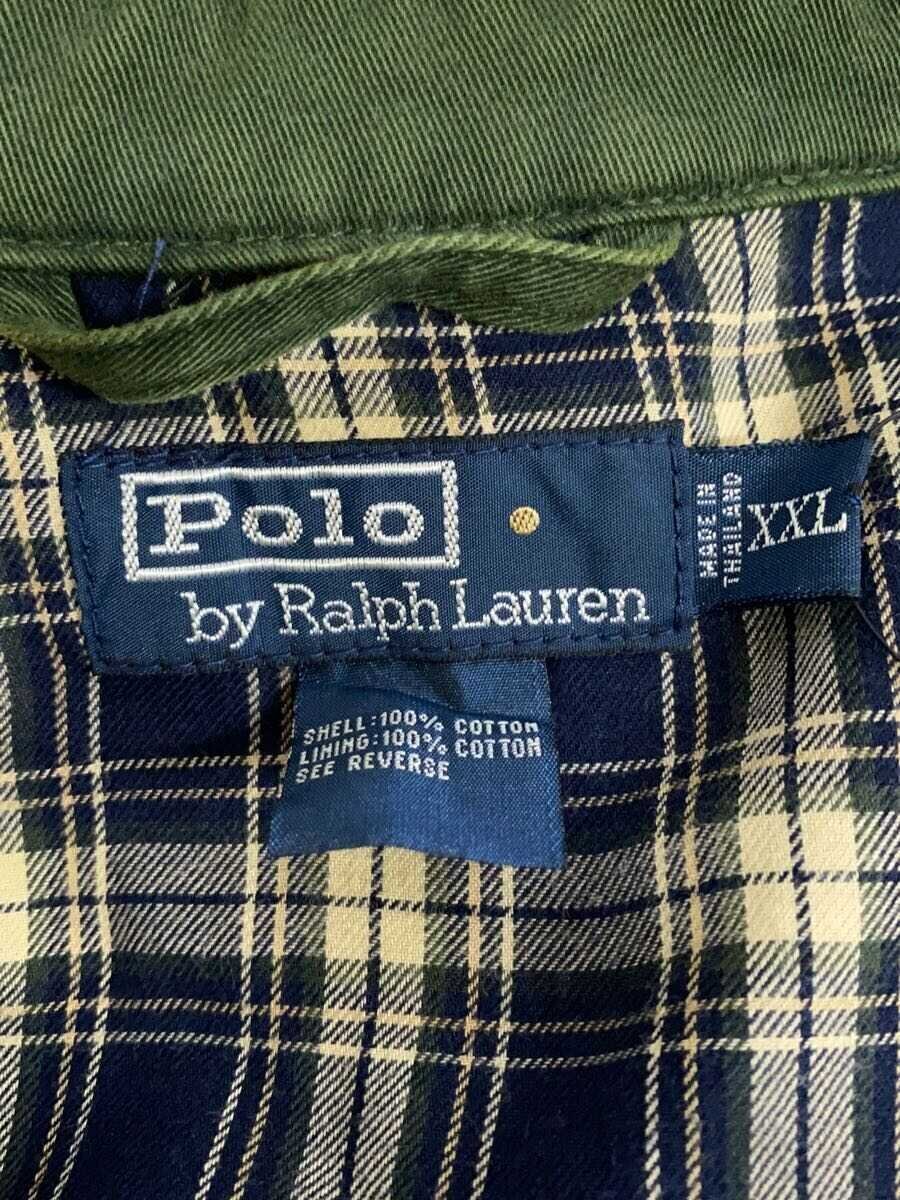 Polo
by Ralph Lauren
MADE IN
THAILAND
XXL
SHELL:100% COTTON
LINING:100% COTTON
SEE REVERSE